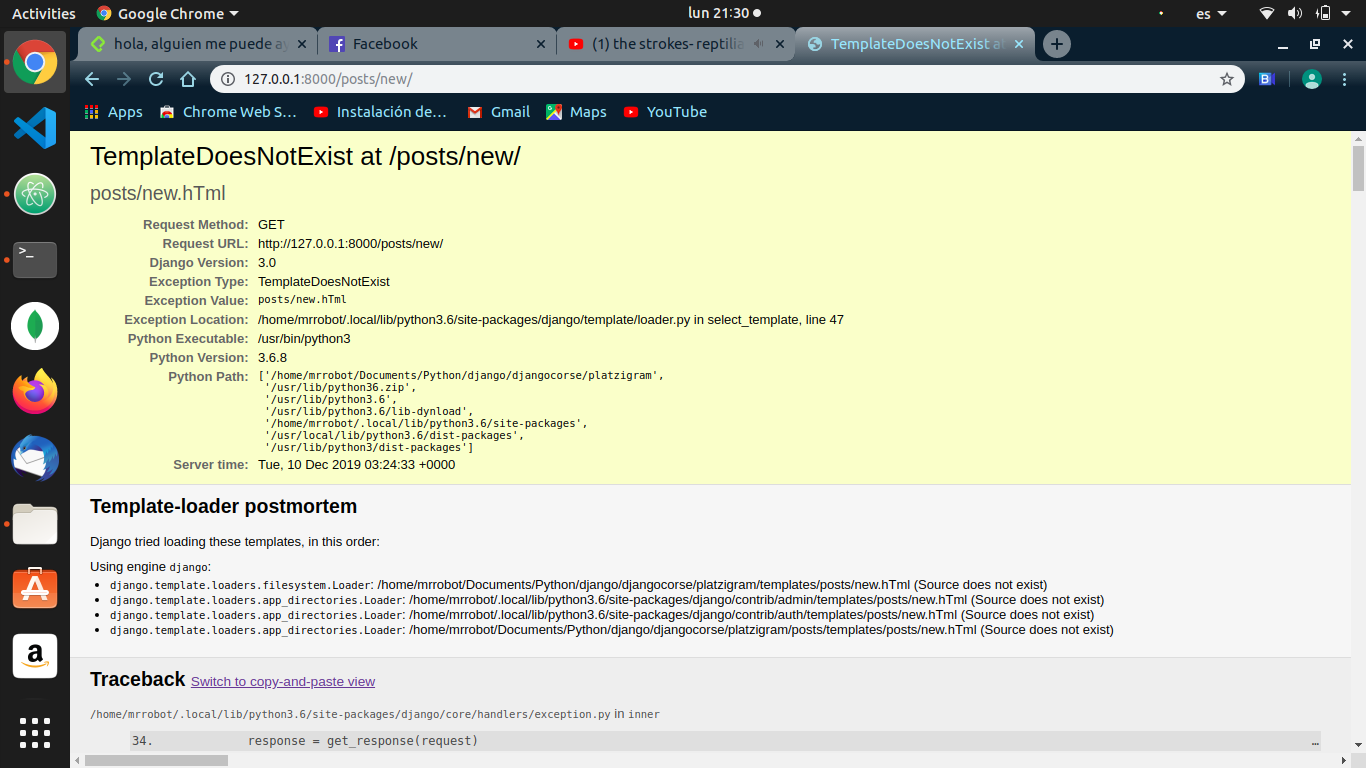 Activities
Google Chrome
lun 21:30
es
hola, alguien me puede ay
Facebook
(1) the strokes- reptilia
TemplateDoesNotExist at
127.0.0.1:8000/posts/new/
Apps
Chrome Web S…
Instalación de…
Gmail
Maps
YouTube
TemplateDoesNotExist at /posts/new/
posts/new.hTml
Request Method: GET
Request URL: http://127.0.0.1:8000/posts/new/
Django Version: 3.0
Exception Type: TemplateDoesNotExist
Exception Value: posts/new.hTml
Exception Location: /home/mrrobot/.local/lib/python3.6/site-packages/django/template/loader.py in select_template, line 47
Python Executable: /usr/bin/python3
Python Version: 3.6.8
Python Path: ['/home/mrrobot/Documents/Python/django/djangocorse/platzigram',
'/usr/lib/python36.zip',
'/usr/lib/python3.6',
'/usr/lib/python3.6/lib-dynload',
'/home/mrrobot/.local/lib/python3.6/site-packages',
'/usr/local/lib/python3.6/dist-packages',
'/usr/lib/python3/dist-packages']
Server time: Tue, 10 Dec 2019 03:24:33 +0000
Template-loader postmortem
Django tried loading these templates, in this order:
Using engine django:
• django.template.loaders.filesystem.Loader: /home/mrrobot/Documents/Python/django/djangocorse/platzigram/templates/posts/new.hTml (Source does not exist)
• django.template.loaders.app_directories.Loader: /home/mrrobot/.local/lib/python3.6/site-packages/django/contrib/admin/templates/posts/new.hTml (Source does not exist)
• django.template.loaders.app_directories.Loader: /home/mrrobot/.local/lib/python3.6/site-packages/django/contrib/auth/templates/posts/new.hTml (Source does not exist)
• django.template.loaders.app_directories.Loader: /home/mrrobot/Documents/Python/django/djangocorse/platzigram/posts/templates/posts/new.hTml (Source does not exist)
Traceback Switch to copy-and-paste view
/home/mrrobot/.local/lib/python3.6/site-packages/django/core/handlers/exception.py in inner
34. response = get_response(request) …